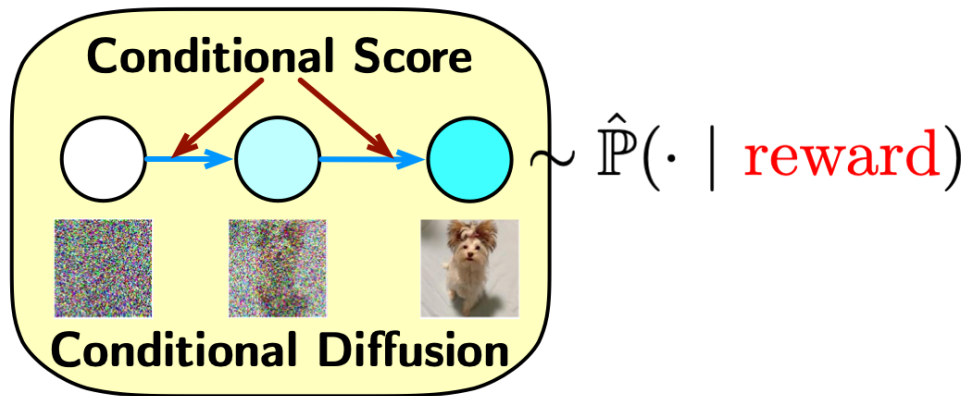 Conditional Score
∼ ℙ̂(· | reward)
Conditional Diffusion